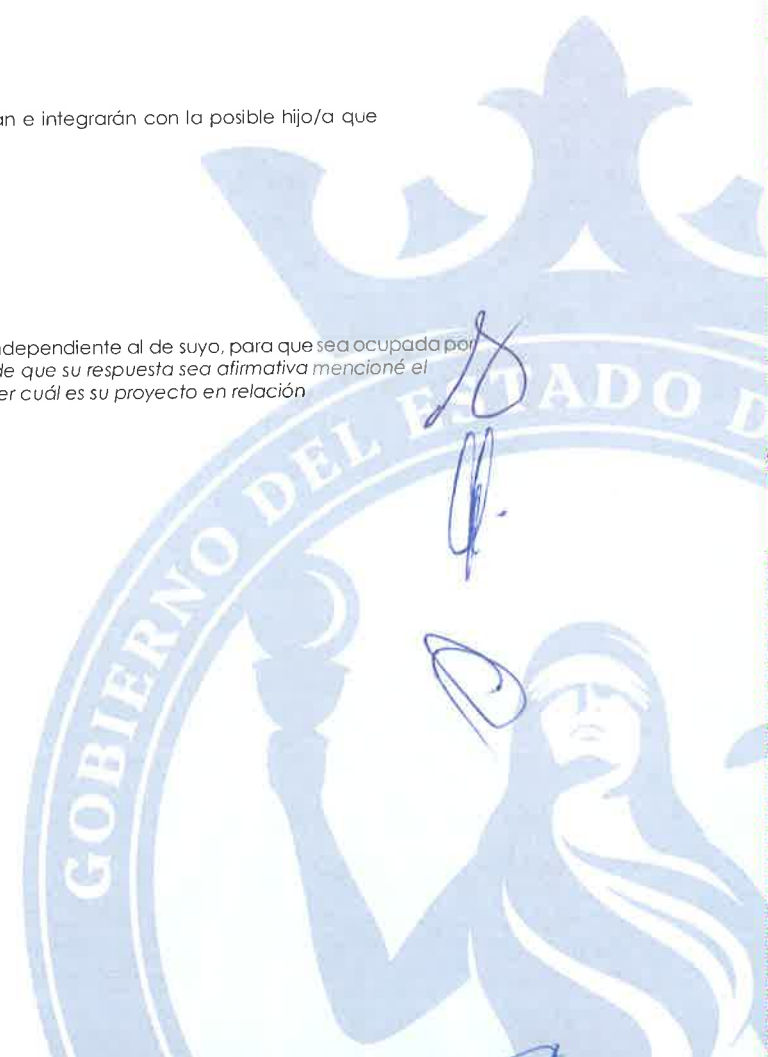 an e integrarán con la posible hijo/a que
ndependiente al de suyo, para que sea ocupada por
de que su respuesta sea afirmativa mencioné el
er cuál es su proyecto en relación
GOBIERNO DEL ESTADO D